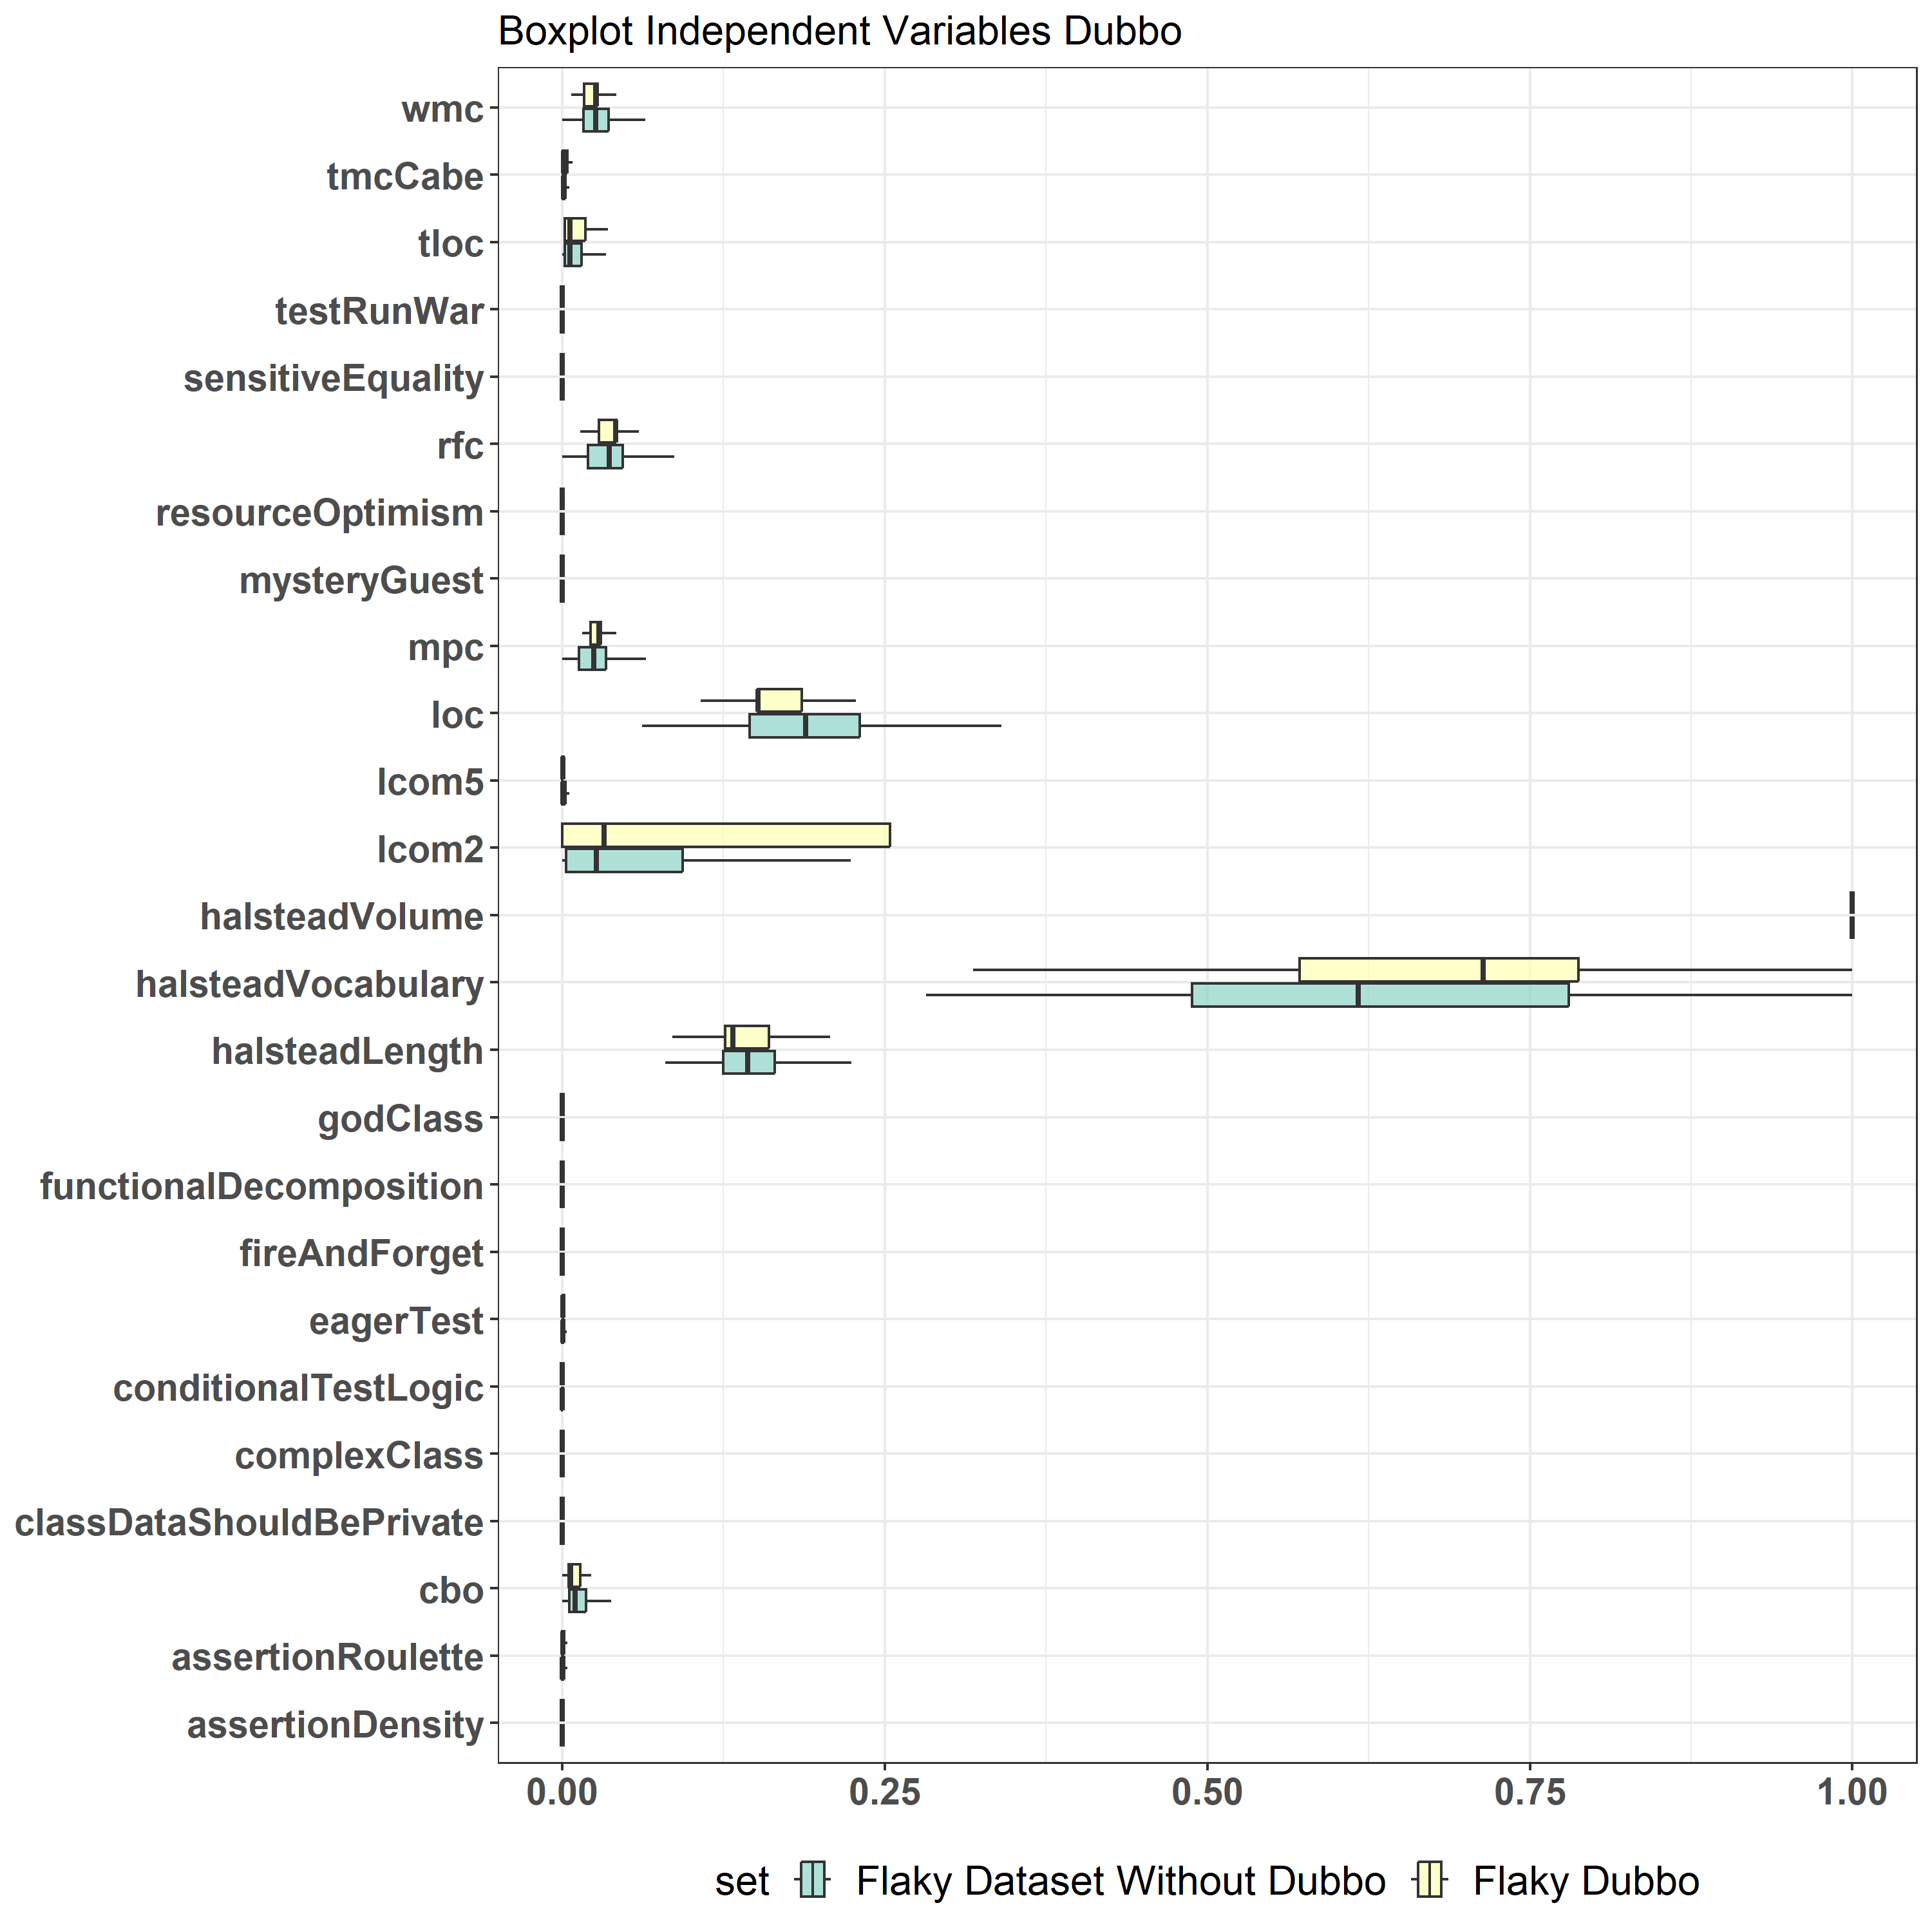 Boxplot Independent Variables Dubbo
wmc
tmcCabe
tloc
testRunWar
sensitiveEquality
rfc
resourceOptimism
mysteryGuest
mpc
loc
lcom5
lcom2
halsteadVolume
halsteadVocabulary
halsteadLength
godClass
functionalDecomposition
fireAndForget
eagerTest
conditionalTestLogic
complexClass
classDataShouldBePrivate
cbo
assertionRoulette
assertionDensity
0.00 0.25 0.50 0.75 1.00
set Flaky Dataset Without Dubbo Flaky Dubbo